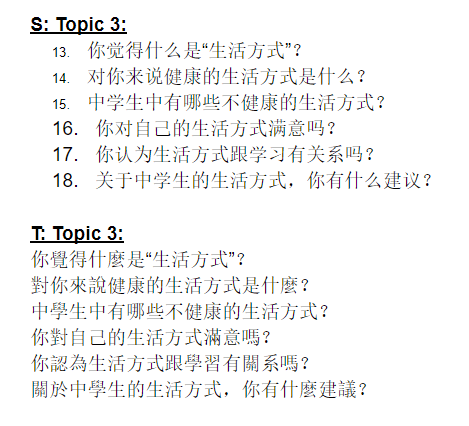 S: Topic 3:
13. 你觉得什么是“生活方式”？
14. 对你来说健康的生活方式是什么？
15. 中学生中有哪些不健康的生活方式？
16. 你对自己的生活方式满意吗？
17. 你认为生活方式跟学习有关系吗？
18. 关于中学生的生活方式，你有什么建议？
T: Topic 3:
你覺得什麼是“生活方式”？
對你來說健康的生活方式是什麼？
中學生中有哪些不健康的生活方式？
你對自己的生活方式滿意嗎？
你認為生活方式跟學習有關系嗎？
關於中學生的生活方式，你有什麼建議？